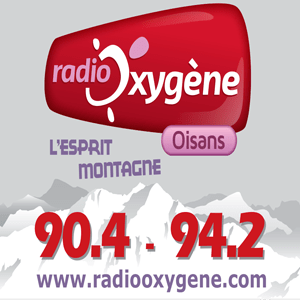 radio Oxygène
Oisans
L'ESPRIT
MONTAGNE
90.4 - 94.2
www.radiooxygene.com